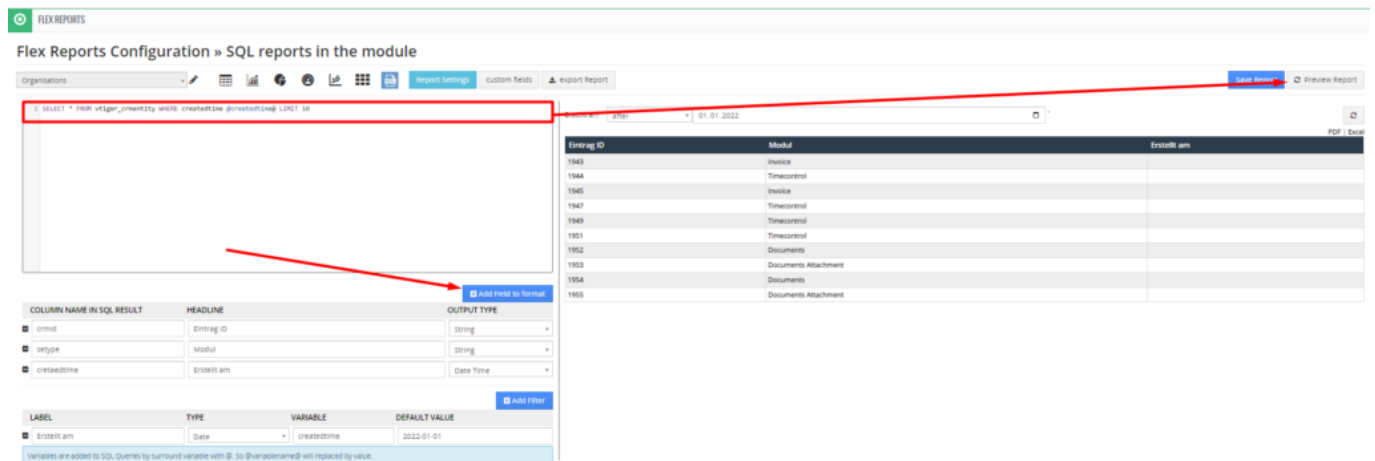 FLEX REPORTS
Flex Reports Configuration » SQL reports in the module
Organisations
Report Settings custom fields export Report Save Report Preview Report
1 SELECT * FROM vtiger_crmentity WHERE createdtime @createdtime@ LIMIT 10
after 01.01.2022
PDF | Excel
Eintrag ID Modul Erstellt am
1943 Invoice
1944 Timecontrol
1945 Invoice
1947 Timecontrol
1949 Timecontrol
1951 Timecontrol
1952 Documents
1953 Documents Attachment
1954 Documents
1955 Documents Attachment
Add Field to format
COLUMN NAME IN SQL RESULT HEADLINE OUTPUT TYPE
crmid Eintrag ID String
setype Modul String
cretaedtime Erstellt am Date Time
Add Filter
LABEL TYPE VARIABLE DEFAULT VALUE
Erstellt am Date createdtime 2022-01-01
Variables are added to SQL Queries by surround variable with @. So @variablename@ will replaced by value.